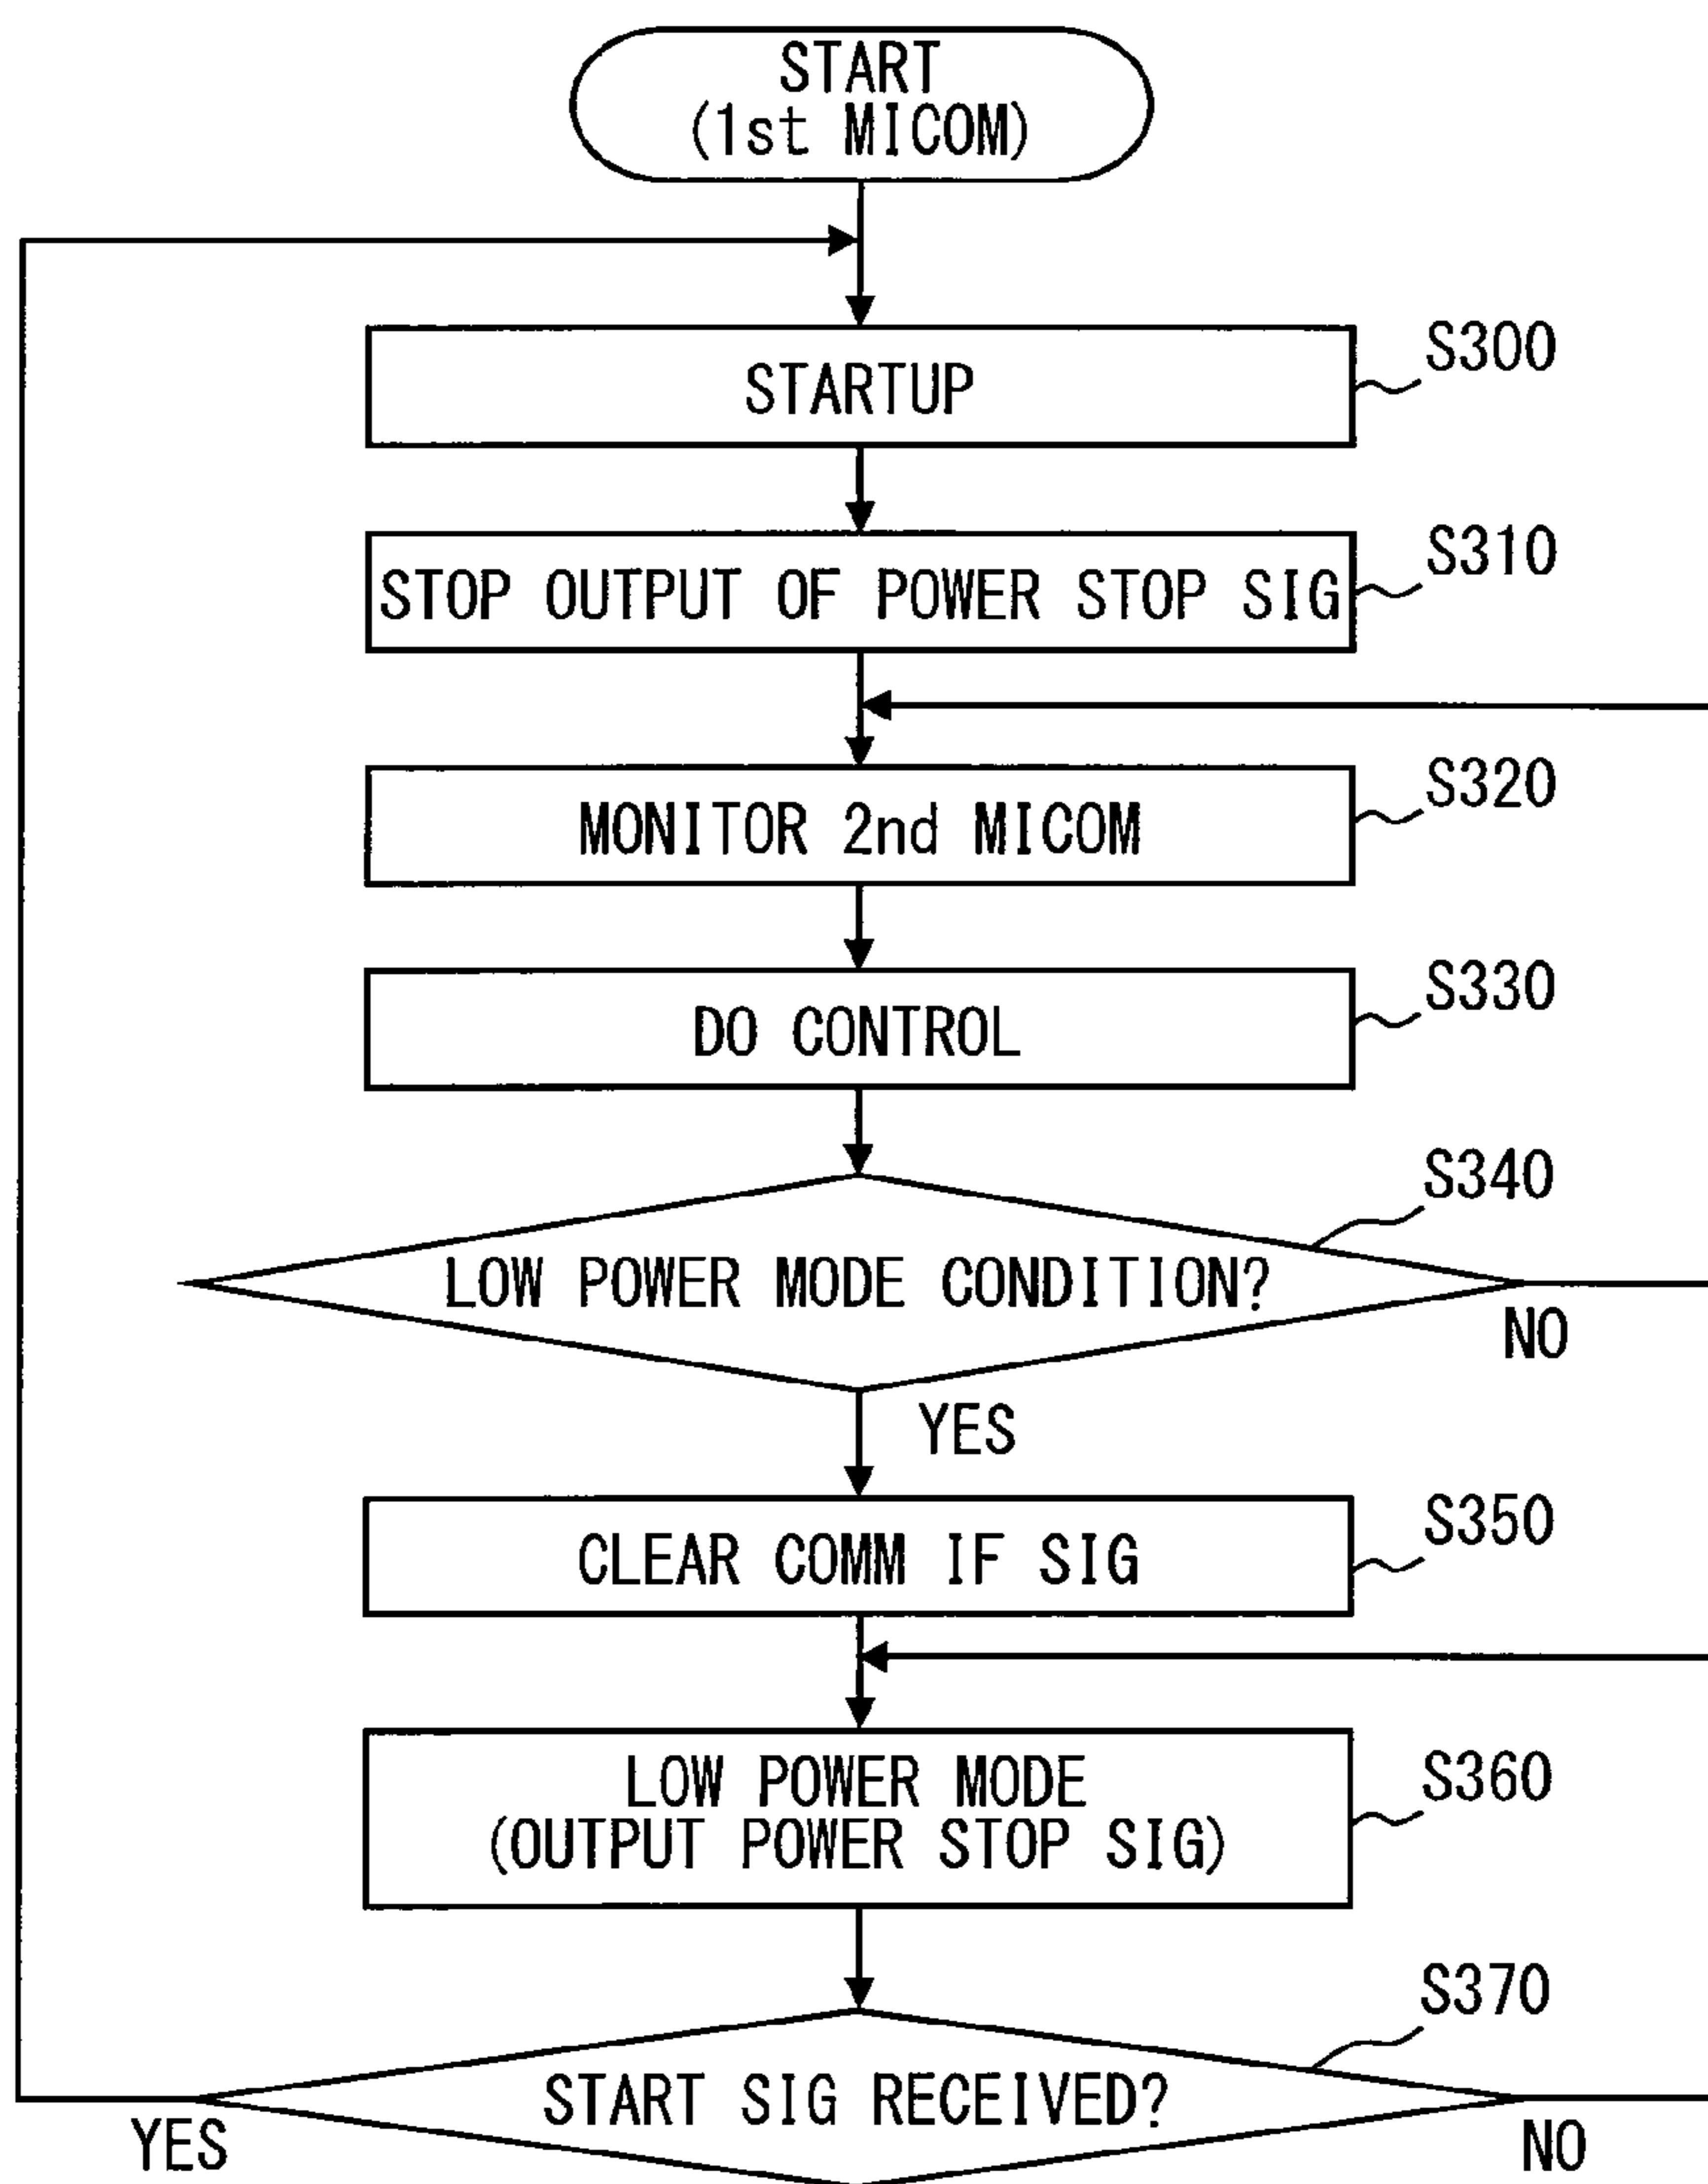 START
(1st MICOM)
STARTUP
S300
STOP OUTPUT OF POWER STOP SIG
S310
MONITOR 2nd MICOM
S320
DO CONTROL
S330
S340
LOW POWER MODE CONDITION?
NO
YES
CLEAR COMM IF SIG
S350
LOW POWER MODE
(OUTPUT POWER STOP SIG)
S360
S370
START SIG RECEIVED?
YES
NO